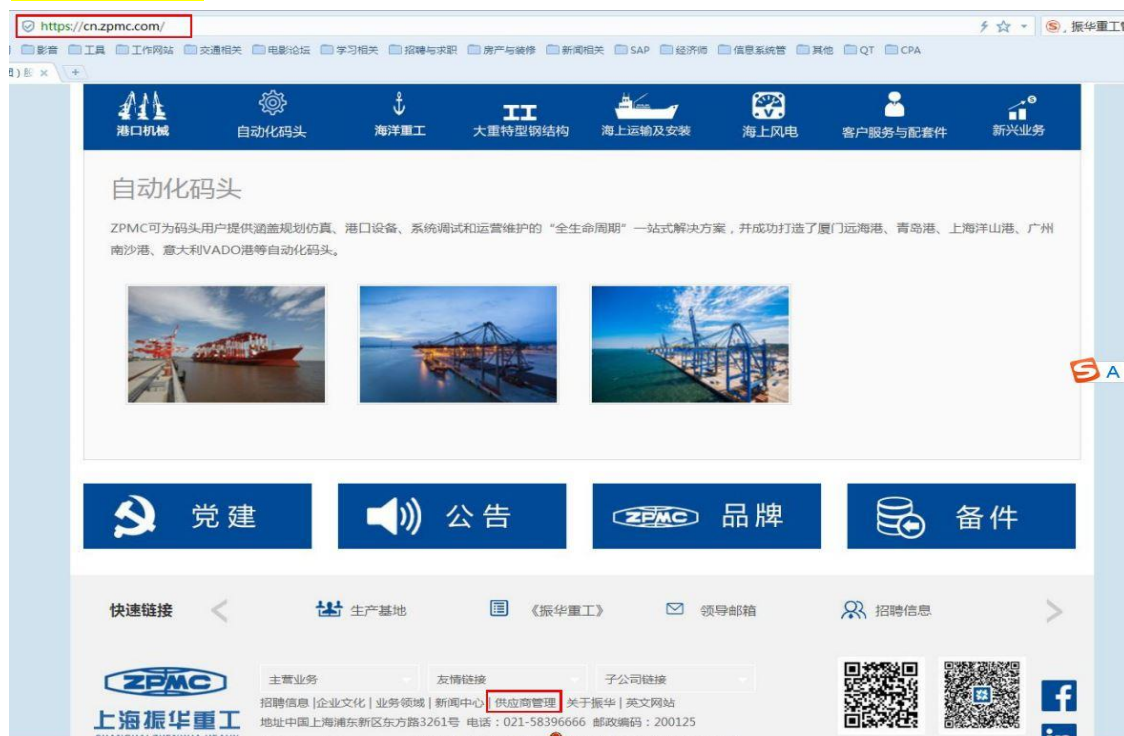 https://cn.zpmc.com/
振华重工
影音 工具 工作网站 交通相关 电影论坛 学习相关 招聘与求职 房产与装修 新闻相关 SAP 经济师 信息系统管 其他 QT CPA
港口机械 自动化码头 海洋重工 大重特型钢结构 海上运输及安装 海上风电 客户服务与配套件 新兴业务
自动化码头
ZPMC可为码头用户提供涵盖规划仿真、港口设备、系统调试和运营维护的“全生命周期”一站式解决方案，并成功打造了厦门远海港、青岛港、上海洋山港、广州
南沙港、意大利VADO港等自动化码头。
A
党建 公告 ZPMC 品牌 备件
快速链接 生产基地 《振华重工》 领导邮箱 招聘信息
ZPMC
主营业务 友情链接 子公司链接
招聘信息 |企业文化 | 业务领域 | 新闻中心 | 供应商管理 | 关于振华 | 英文网站
上海振华重工
地址中国上海浦东新区东方路3261号 电话：021-58396666 邮政编码：200125